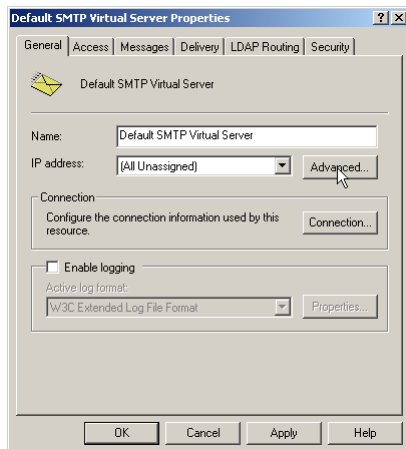 Default SMTP Virtual Server Properties
General Access Messages Delivery LDAP Routing Security
Default SMTP Virtual Server
Name: Default SMTP Virtual Server
IP address: (All Unassigned) Advanced...
Connection
Configure the connection information used by this
resource.
Connection...
Enable logging
Active log format:
W3C Extended Log File Format Properties...
OK Cancel Apply Help